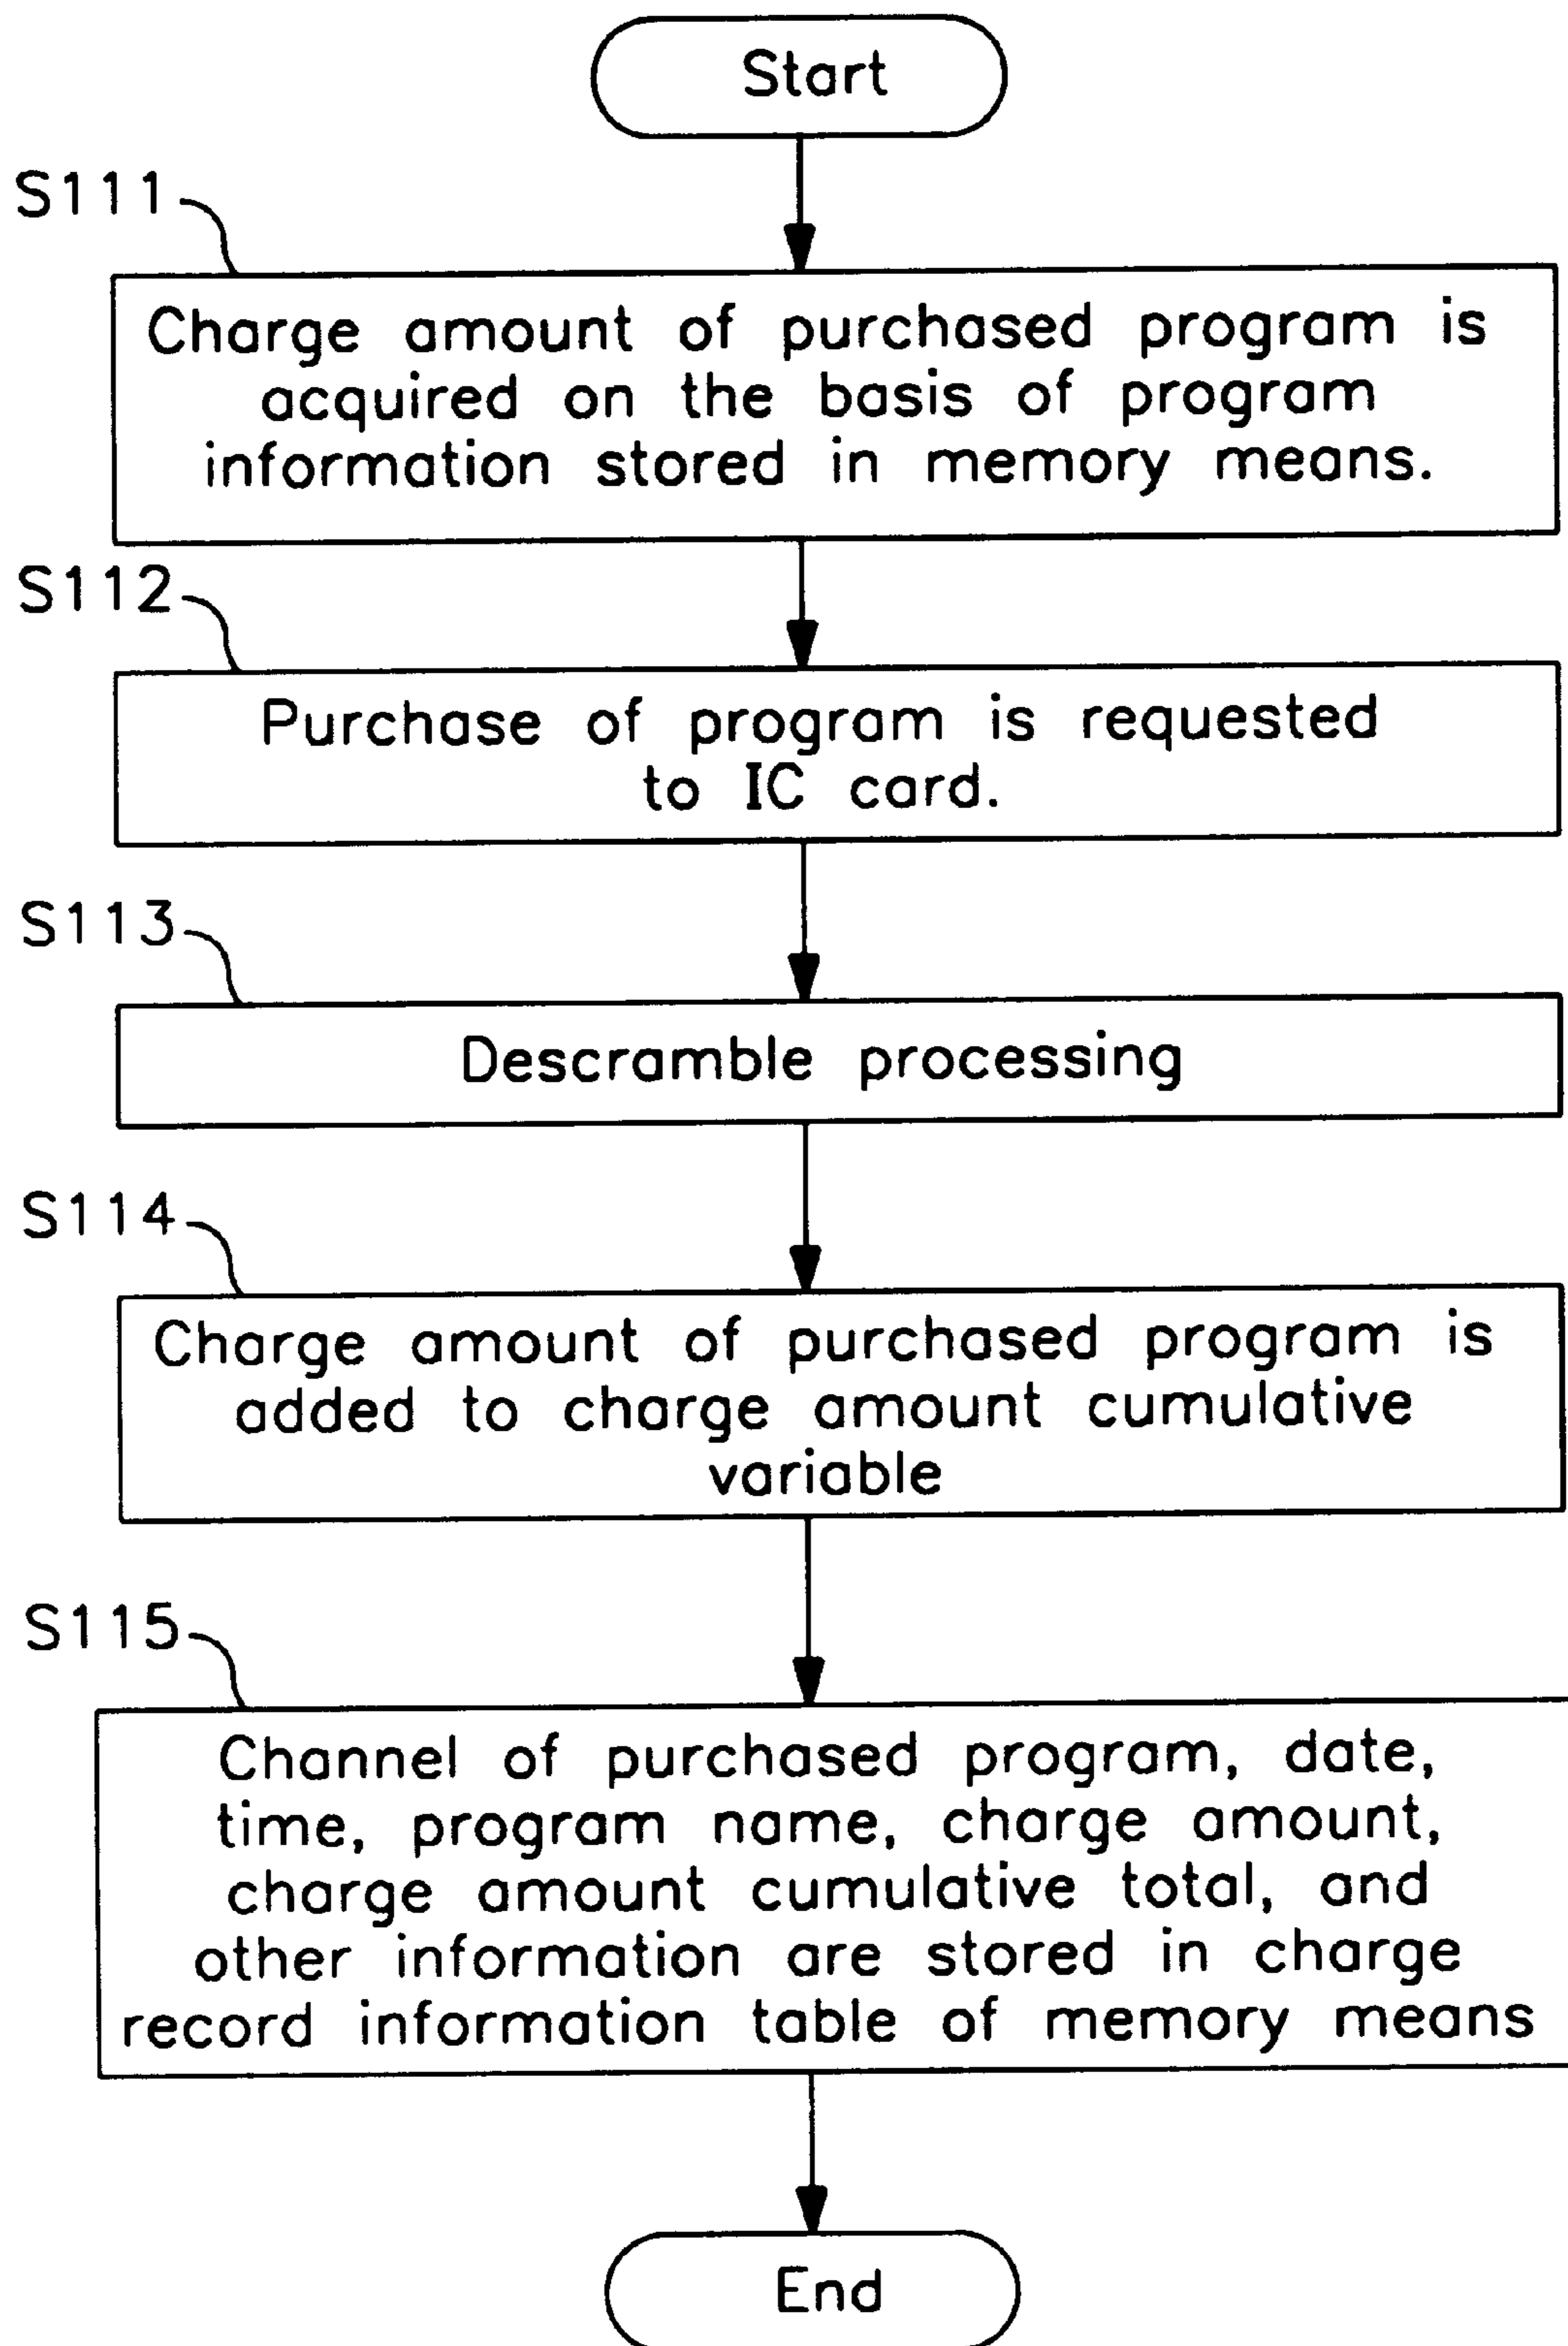 Start
S111
Charge amount of purchased program is
acquired on the basis of program
information stored in memory means.
S112
Purchase of program is requested
to IC card.
S113
Descramble processing
S114
Charge amount of purchased program is
added to charge amount cumulative
variable
S115
Channel of purchased program, date,
time, program name, charge amount,
charge amount cumulative total, and
other information are stored in charge
record information table of memory means
End